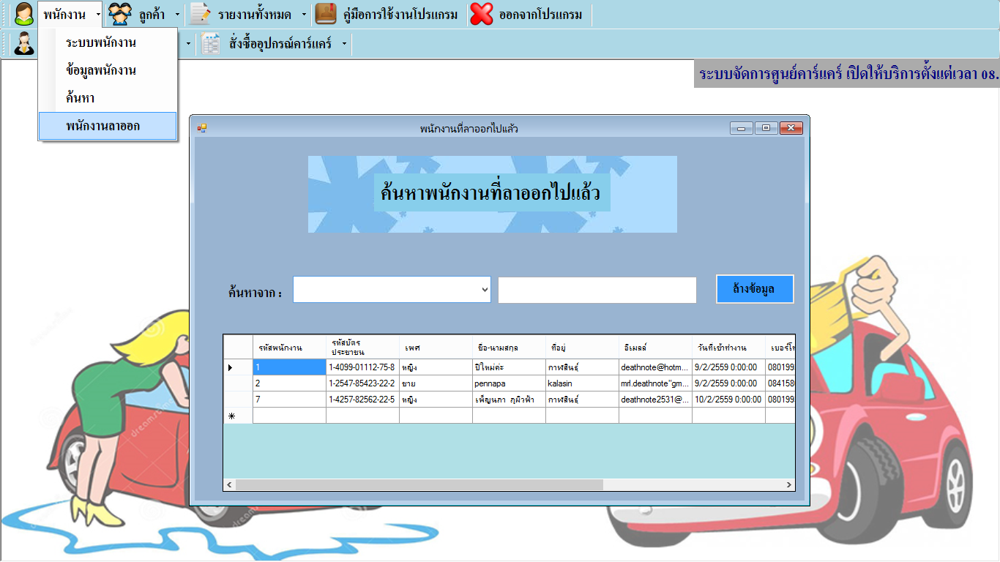 พนักงาน ลูกค้า รายงานทั้งหมด คู่มือการใช้งานโปรแกรม ออกจากโปรแกรม
สั่งซื้ออุปกรณ์คาร์แคร์
ระบบพนักงาน
ข้อมูลพนักงาน
ค้นหา
พนักงานลาออก
ระบบจัดการศูนย์คาร์แคร์ เปิดให้บริการตั้งแต่เวลา 08.
พนักงานที่ลาออกไปแล้ว
ค้นหาพนักงานที่ลาออกไปแล้ว
ค้นหาจาก : ล้างข้อมูล
รหัสพนักงาน รหัสบัตรประชาชน เพศ ชื่อ-นามสกุล ที่อยู่ อีเมลล์ วันที่เข้าทำงาน เบอร์โท
1 1-4099-01112-75-8 หญิง ปีใหม่ค่ะ กาฬสินธุ์ deathnote@hotm... 9/2/2559 0:00:00 080199
2 1-2547-85423-22-2 ชาย pennapa kalasin mrl.deathnote"gm... 9/2/2559 0:00:00 084158
7 1-4257-82562-22-5 หญิง เพ็ญนภา ภูผิวฟ้า กาฬสินธุ์ deathnote2531@... 10/2/2559 0:00:00 080199